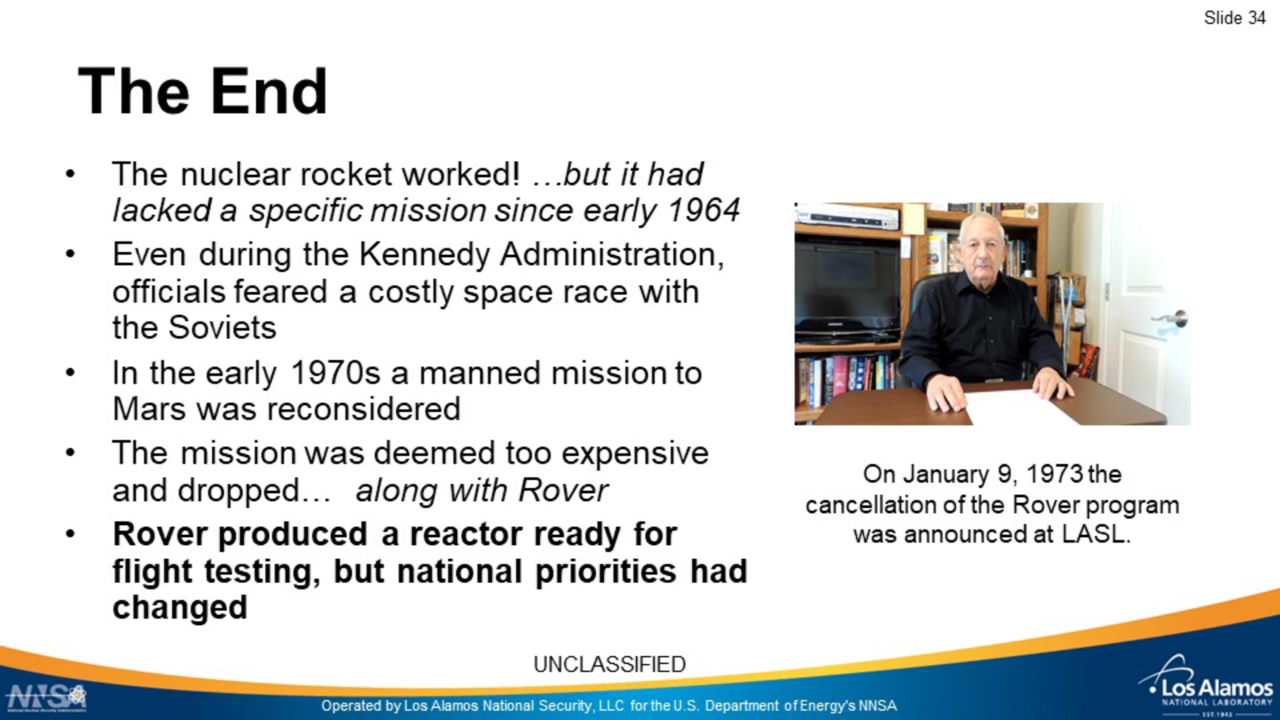 Slide 34
The End
• The nuclear rocket worked! …but it had
lacked a specific mission since early 1964
• Even during the Kennedy Administration,
officials feared a costly space race with
the Soviets
• In the early 1970s a manned mission to
Mars was reconsidered
• The mission was deemed too expensive
and dropped… along with Rover
• Rover produced a reactor ready for
flight testing, but national priorities had
changed
On January 9, 1973 the
cancellation of the Rover program
was announced at LASL.
UNCLASSIFIED
NNSA
Operated by Los Alamos National Security, LLC for the U.S. Department of Energy's NNSA
Los Alamos
NATIONAL LABORATORY
EST. 1943